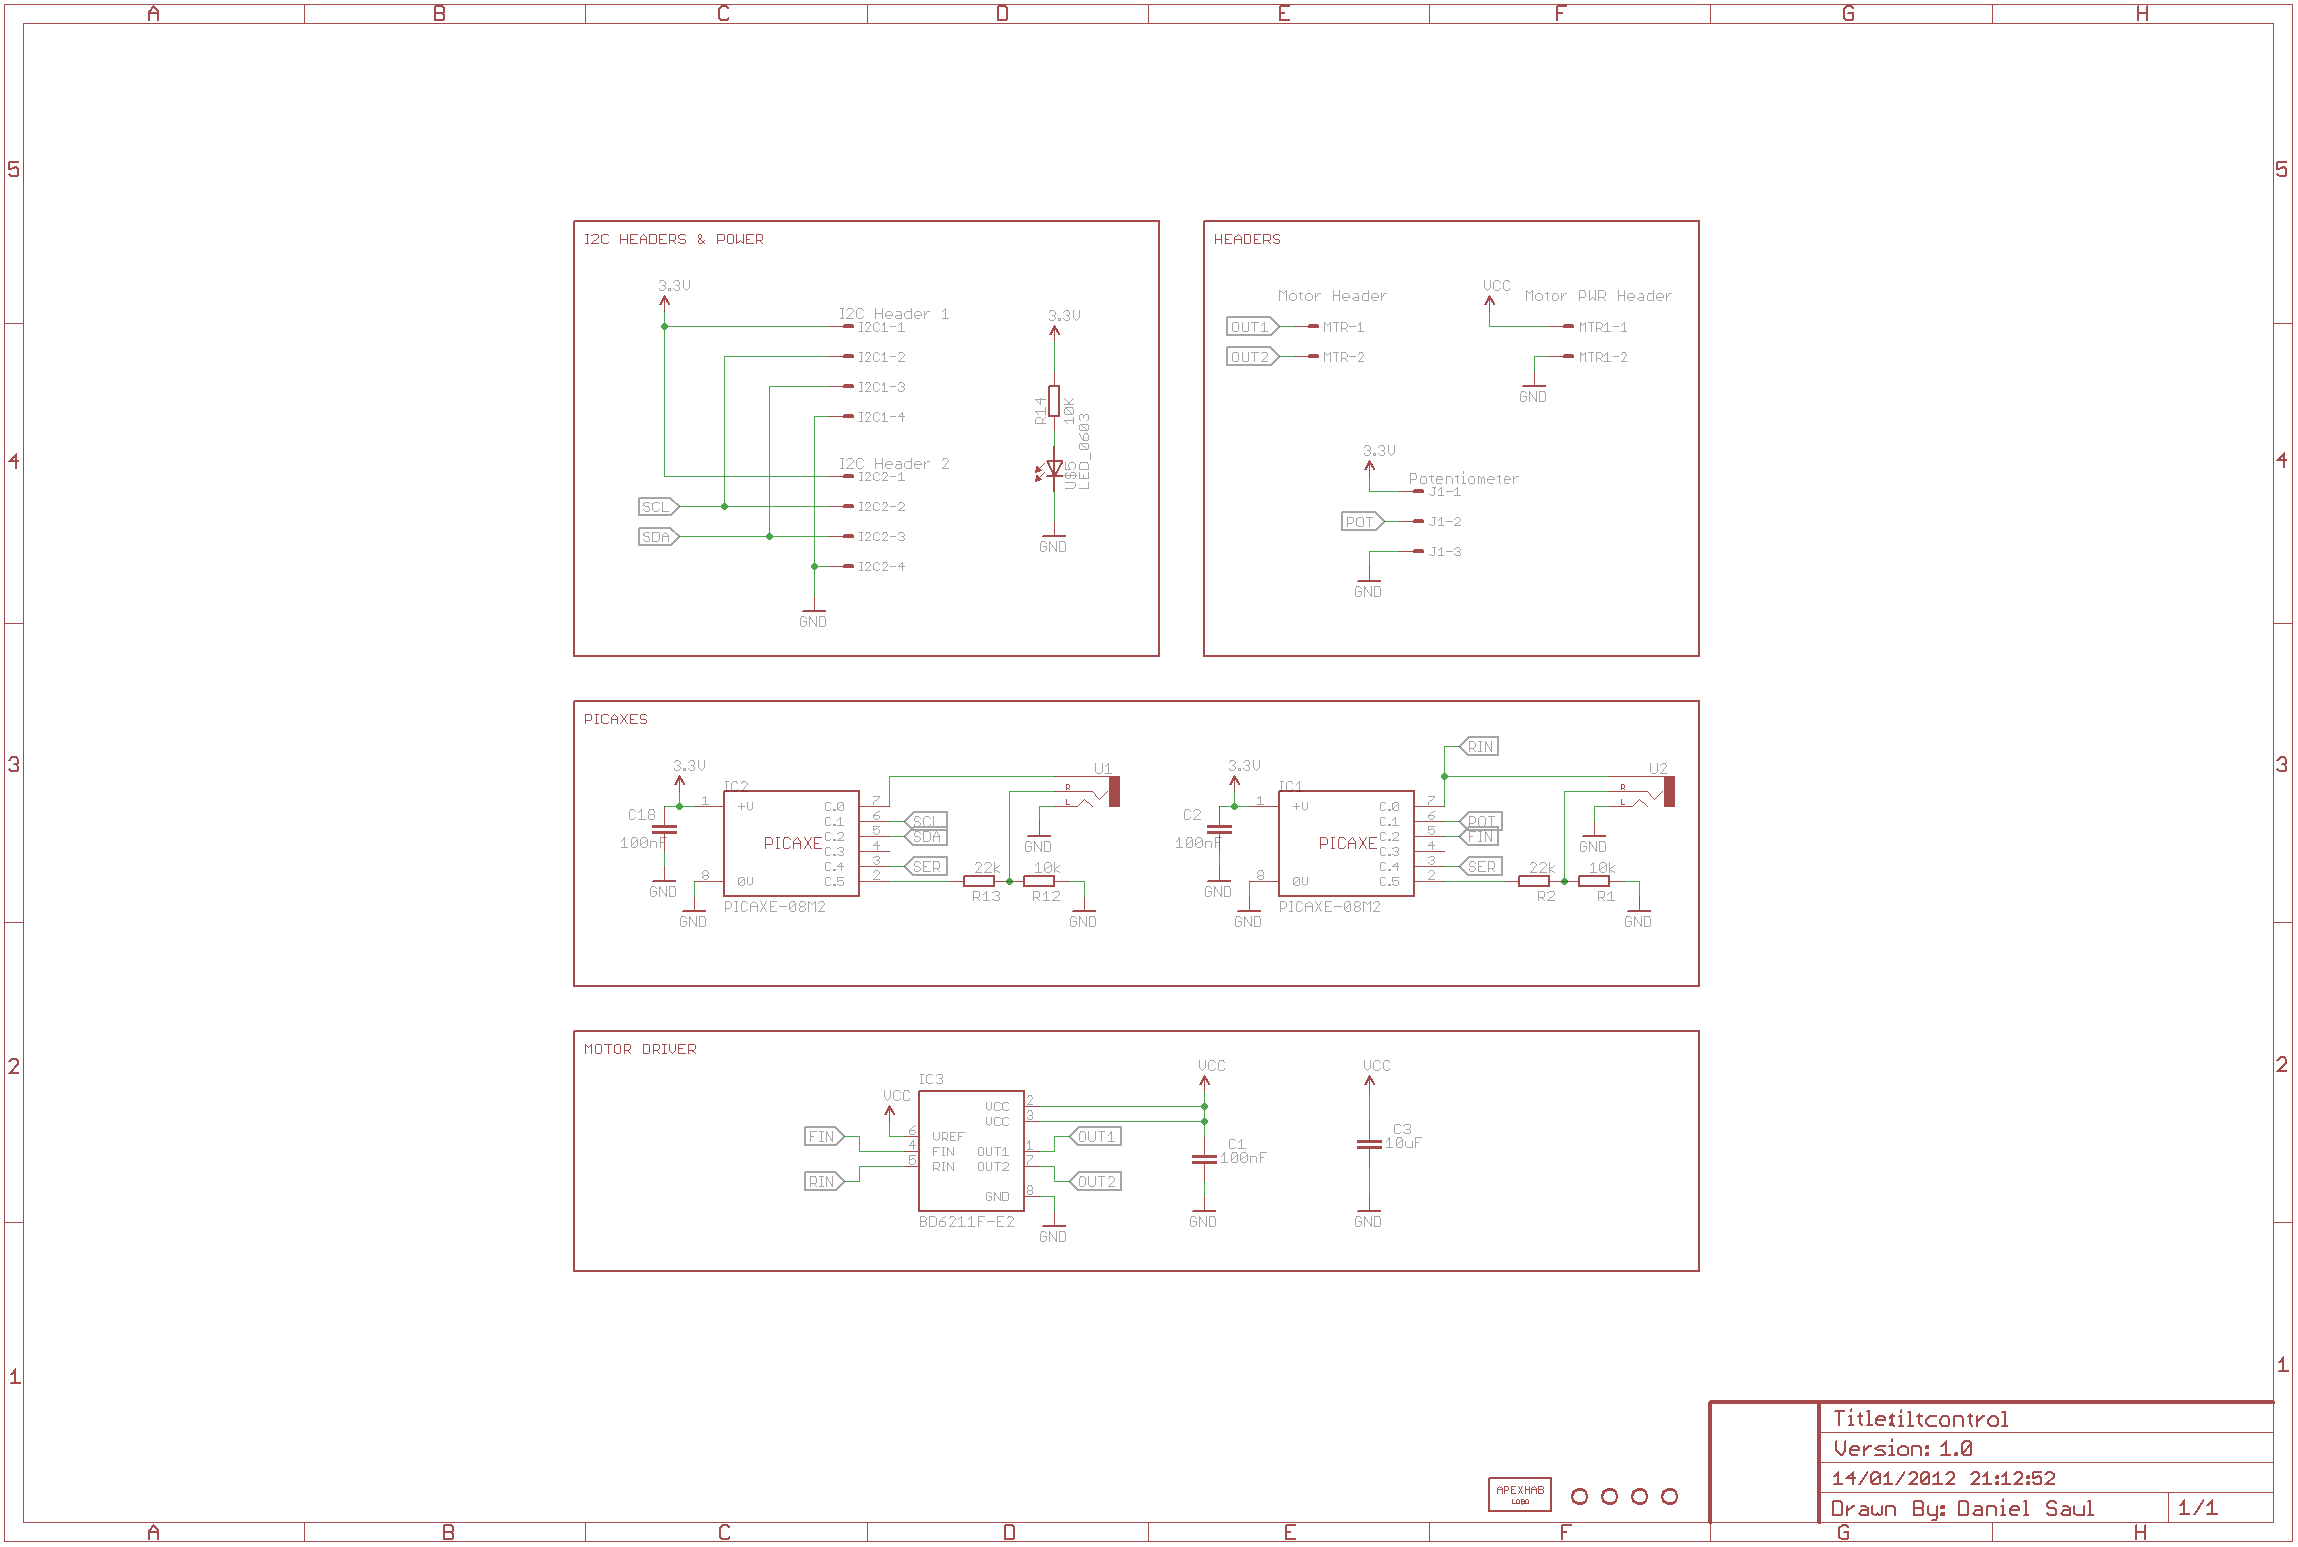 A B C D E F G H
5 5
4 4
3 3
2 2
1 1
I2C HEADERS & POWER
3.3V
I2C Header 1
I2C1-1
I2C1-2
I2C1-3
I2C1-4
I2C Header 2
I2C2-1
SCL
I2C2-2
SDA
I2C2-3
I2C2-4
GND
3.3V
R14
10K
U$5
LED_0603
GND
HEADERS
Motor Header
OUT1
MTR-1
OUT2
MTR-2
VCC
Motor PWR Header
MTR1-1
MTR1-2
GND
3.3V
Potentiometer
J1-1
POT
J1-2
J1-3
GND
PICAXES
3.3V
C18
100nF
GND
IC2
1 +V
8 0V
GND
PICAXE
C.0 7
C.1 6 SCL
C.2 5 SDA
C.3 4
C.4 3 SER
C.5 2
PICAXE-08M2
U1
R
L
GND
22k
R13
10k
R12
GND
3.3V
C2
100nF
GND
IC1
1 +V
8 0V
GND
PICAXE
RIN
C.0 7
C.1 6 POT
C.2 5 FIN
C.3 4
C.4 3 SER
C.5 2
PICAXE-08M2
U2
R
L
GND
22k
R2
10k
R1
GND
MOTOR DRIVER
IC3
VCC
FIN
RIN
6 VREF
4 FIN
5 RIN
VCC 2
VCC 3
OUT1 1
OUT2 7
GND 8
OUT1
OUT2
BD6211F-E2
GND
VCC
C1
100nF
GND
VCC
C3
10uF
GND
APEXHAB
LOGO
Title:tiltcontrol
Version: 1.0
14/01/2012 21:12:52
Drawn By: Daniel Saul
1/1
A B C D E F G H